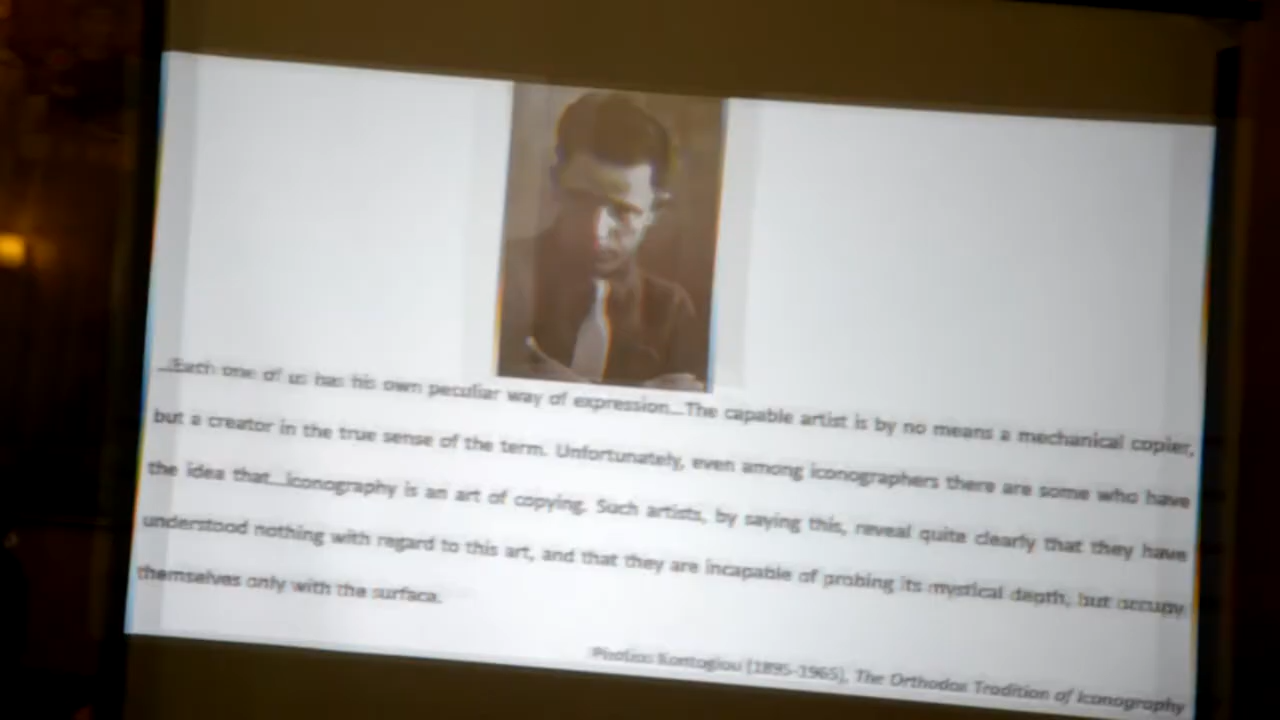 ...Each one of us has his own peculiar way of expression...The capable artist is by no means a mechanical copier,
but a creator in the true sense of the term. Unfortunately, even among iconographers there are some who have
the idea that...iconography is an art of copying. Such artists, by saying this, reveal quite clearly that they have
understood nothing with regard to this art, and that they are incapable of probing its mystical depth, but occupy
themselves only with the surface.
Photios Kontoglou (1895-1965), The Orthodox Tradition of Iconography